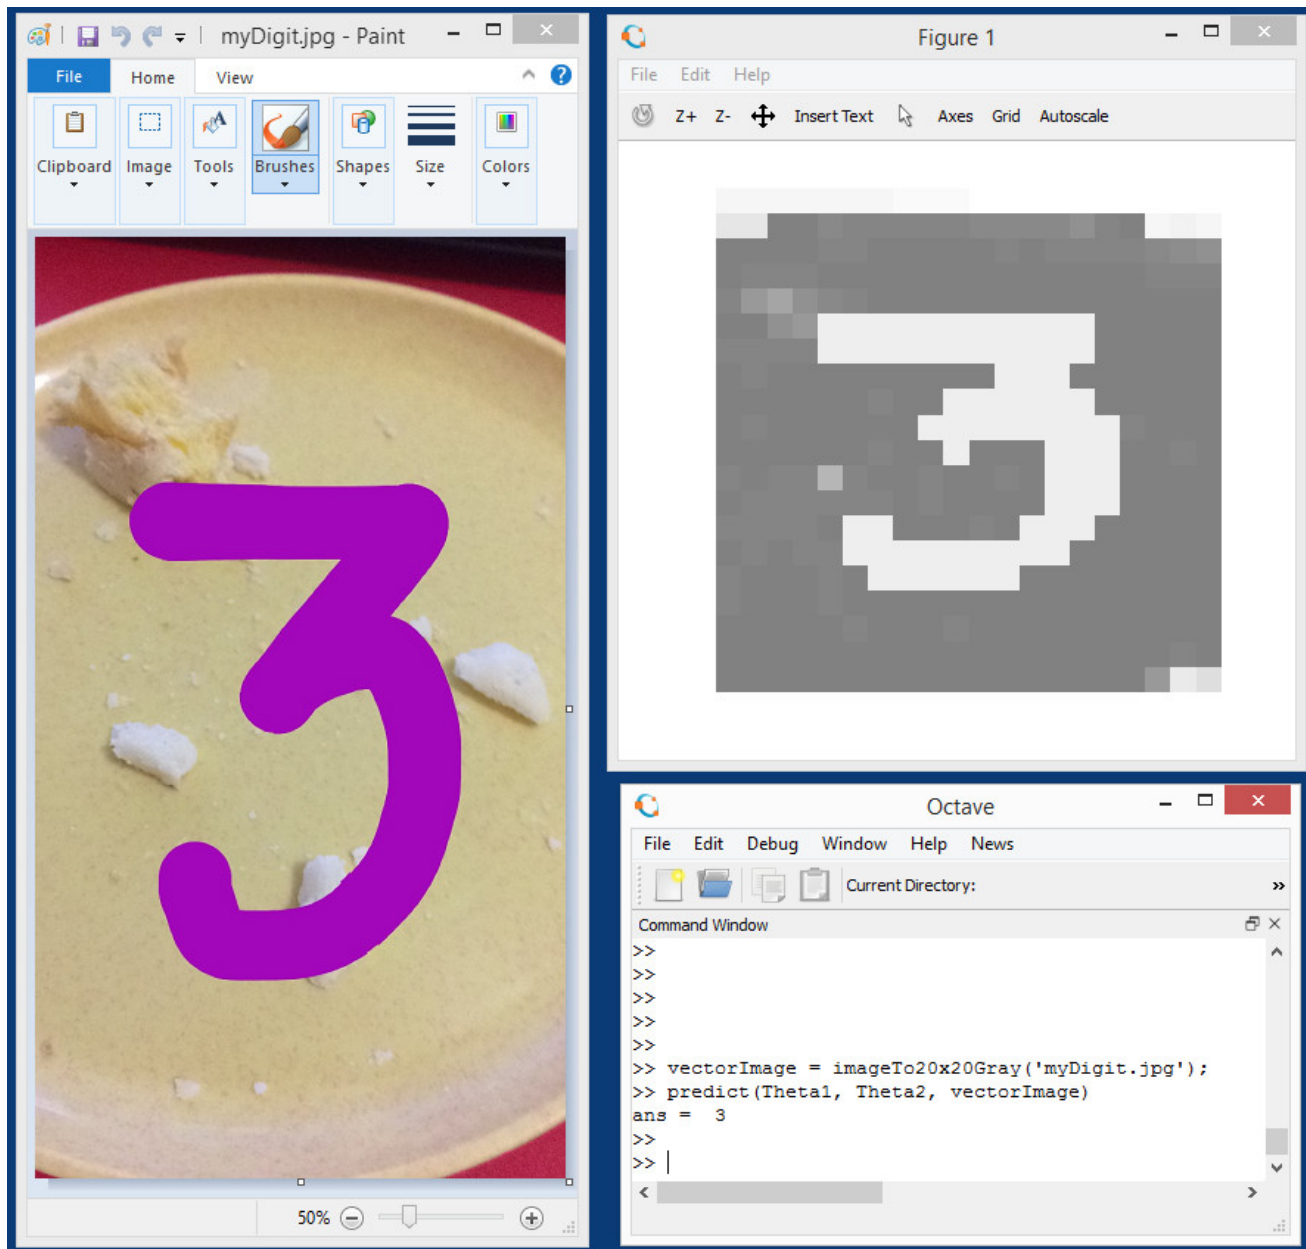 myDigit.jpg - Paint
File Home View
Clipboard Image Tools Brushes Shapes Size Colors
3
50%
Figure 1
File Edit Help
Z+ Z- Insert Text Axes Grid Autoscale
3
Octave
File Edit Debug Window Help News
Current Directory:
Command Window
>>
>>
>>
>>
>>
>> vectorImage = imageTo20x20Gray('myDigit.jpg');
>> predict(Theta1, Theta2, vectorImage)
ans = 3
>>
>>